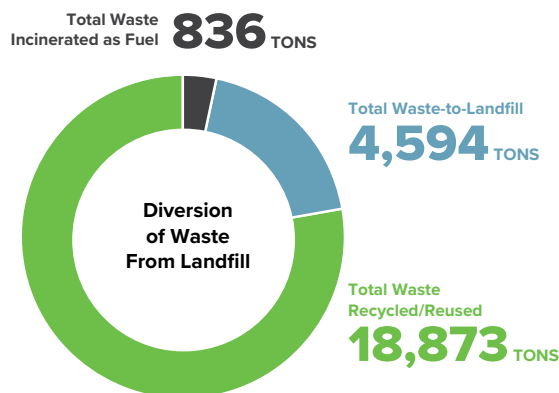 Total Waste
Incinerated as Fuel 836 TONS
Total Waste-to-Landfill
4,594 TONS
Diversion
of Waste
From Landfill
Total Waste
Recycled/Reused
18,873 TONS